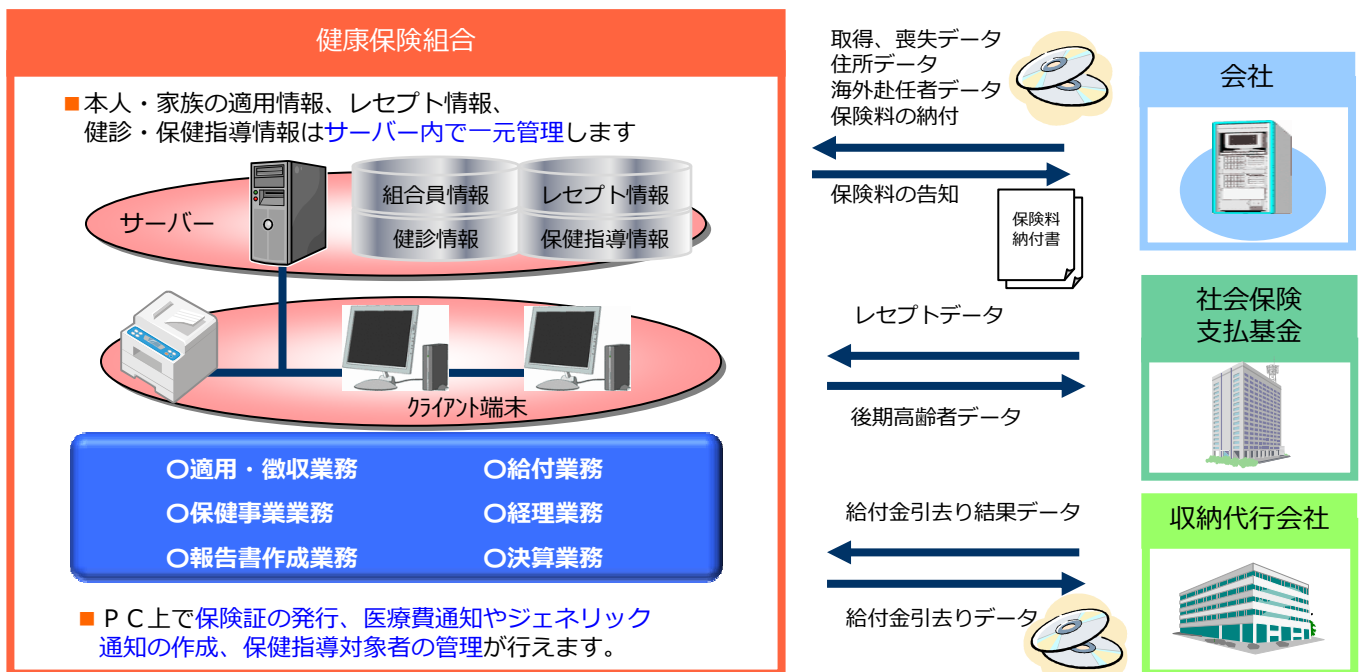 健康保険組合
■本人・家族の適用情報、レセプト情報、
健診・保健指導情報はサーバー内で一元管理します
サーバー
組合員情報
レセプト情報
健診情報
保健指導情報
クライアント端末
〇適用・徴収業務
〇給付業務
〇保健事業業務
〇経理業務
〇報告書作成業務
〇決算業務
■ＰＣ上で保険証の発行、医療費通知やジェネリック
通知の作成、保健指導対象者の管理が行えます。
取得、喪失データ
住所データ
海外赴任者データ
保険料の納付
保険料の告知
保険料
納付書
会社
レセプトデータ
後期高齢者データ
社会保険
支払基金
給付金引去り結果データ
給付金引去りデータ
収納代行会社